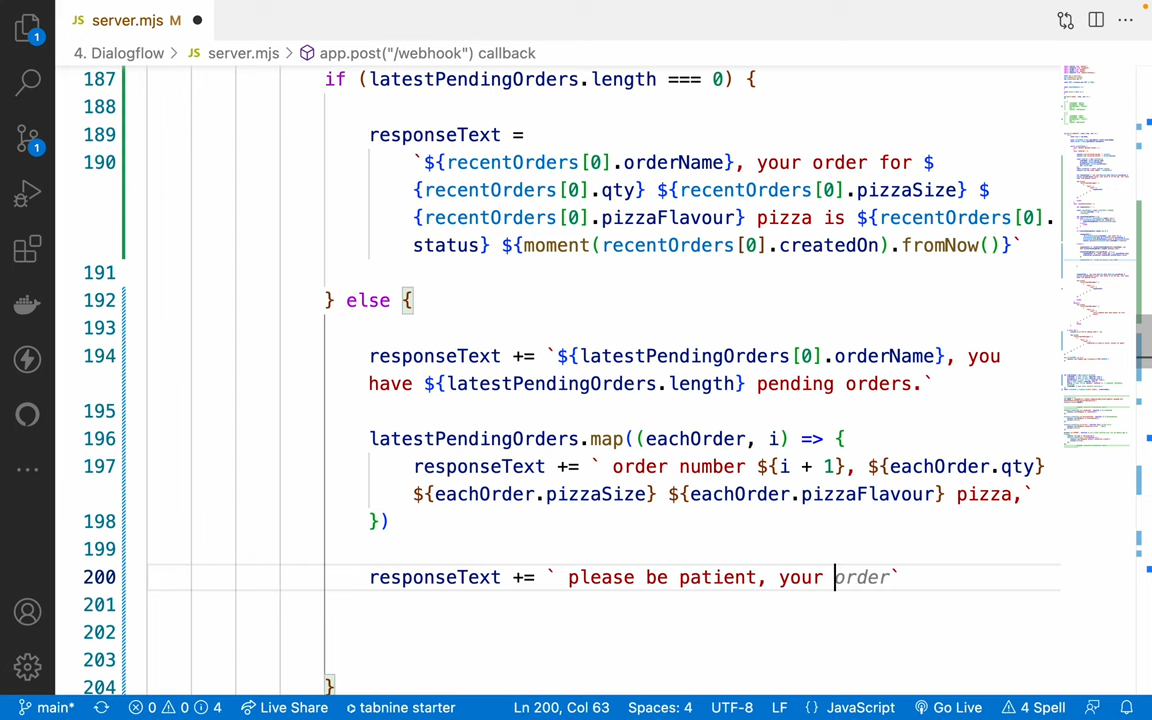 JS server.mjs M ●
4. Dialogflow > JS server.mjs > app.post("/webhook") callback
187 if (latestPendingOrders.length === 0) {
188
189 responseText =
190 `${recentOrders[0].orderName}, your order for $
{recentOrders[0].qty} ${recentOrders[0].pizzaSize} $
{recentOrders[0].pizzaFlavour} pizza is ${recentOrders[0].
status} ${moment(recentOrders[0].createdOn).fromNow()}`
191
192 } else {
193
194 responseText += `${latestPendingOrders[0].orderName}, you
have ${latestPendingOrders.length} pending orders.`
195
196 latestPendingOrders.map((eachOrder, i) => {
197 responseText += ` order number ${i + 1}, ${eachOrder.qty}
${eachOrder.pizzaSize} ${eachOrder.pizzaFlavour} pizza,`
198 })
199
200 responseText += ` please be patient, your order`
201
202
203
204 }
1
1
main* 0 0 4 Live Share tabnine starter Ln 200, Col 63 Spaces: 4 UTF-8 LF {} JavaScript Go Live 4 Spell